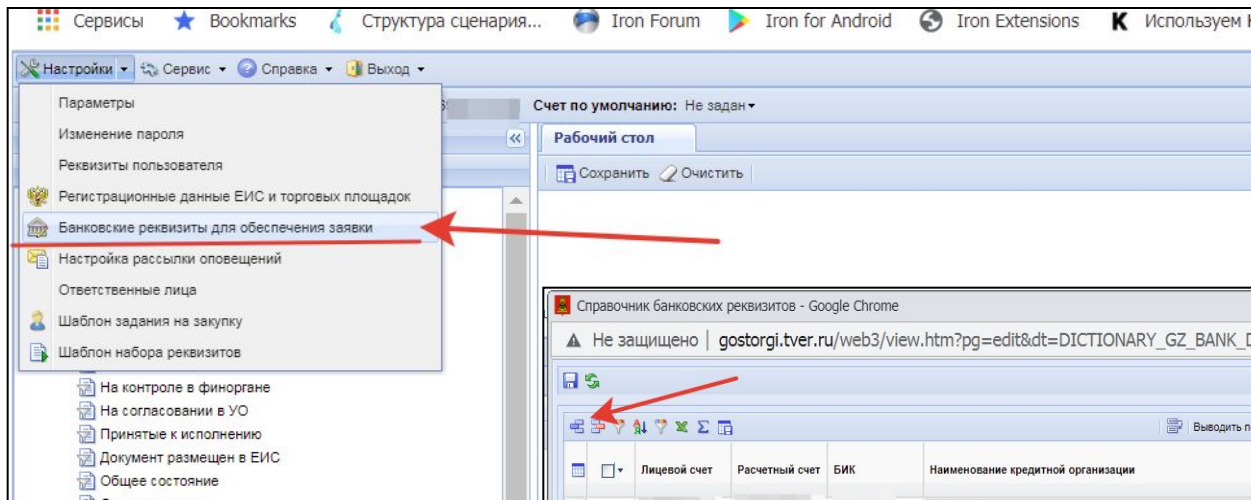 Сервисы Bookmarks Структура сценария... Iron Forum Iron for Android Iron Extensions Используем
Настройки Сервис Справка Выход
Параметры
Счет по умолчанию: Не задан
Изменение пароля
Рабочий стол
Реквизиты пользователя
Сохранить Очистить
Регистрационные данные ЕИС и торговых площадок
Банковские реквизиты для обеспечения заявки
Настройка рассылки оповещений
Ответственные лица
Шаблон задания на закупку
Шаблон набора реквизитов
На контроле в финоргане
На согласовании в УО
Принятые к исполнению
Документ размещен в ЕИС
Общее состояние
Справочник банковских реквизитов - Google Chrome
Не защищено | gostorgi.tver.ru/web3/view.htm?pg=edit&dt=DICTIONARY_GZ_BANK_D
Выводить п
Лицевой счет Расчетный счет БИК Наименование кредитной организации